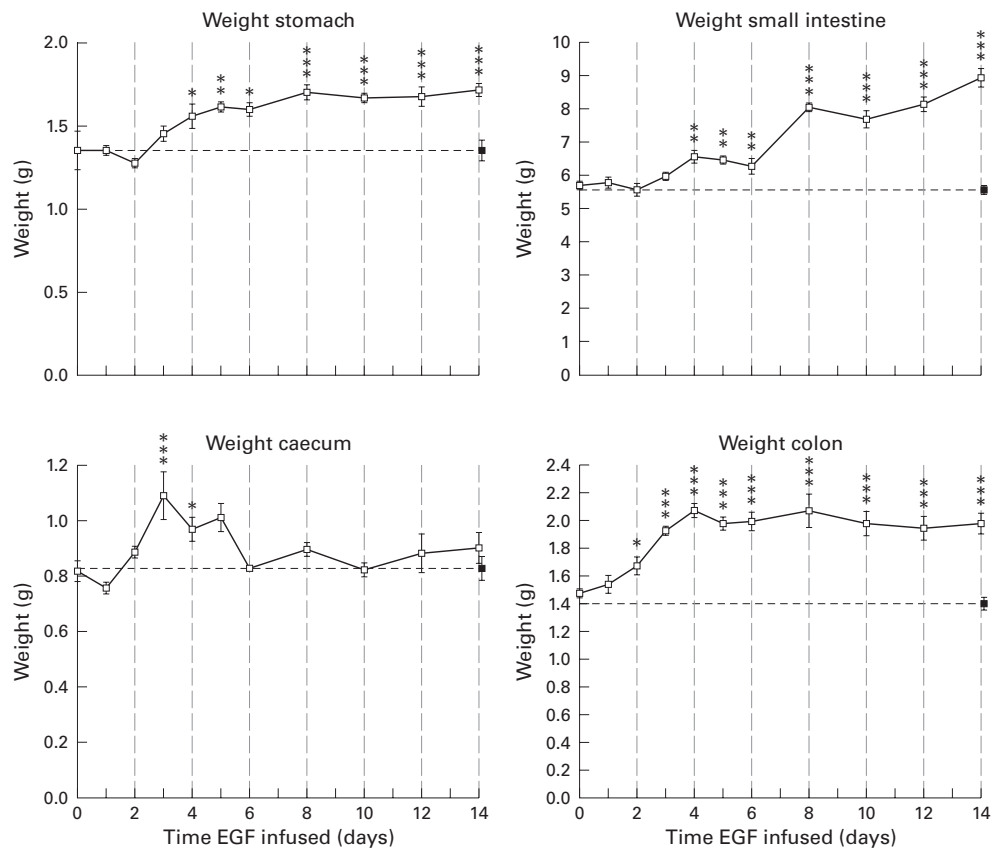 Weight stomach
*** *** *** ***
* ** *
2.0
1.5
1.0
0.5
0.0
Weight (g)
Weight small intestine
***
*** *** ***
** ** **
10
9
8
7
6
5
4
3
2
1
0
Weight (g)
Weight caecum
***
*
1.2
1.0
0.8
0.6
0.4
0.2
0.0
Weight (g)
0 2 4 6 8 10 12 14
Time EGF infused (days)
Weight colon
* *** *** *** *** *** *** *** ***
2.4
2.2
2.0
1.8
1.6
1.4
1.2
1.0
0.8
0.6
0.4
0.2
0.0
Weight (g)
0 2 4 6 8 10 12 14
Time EGF infused (days)